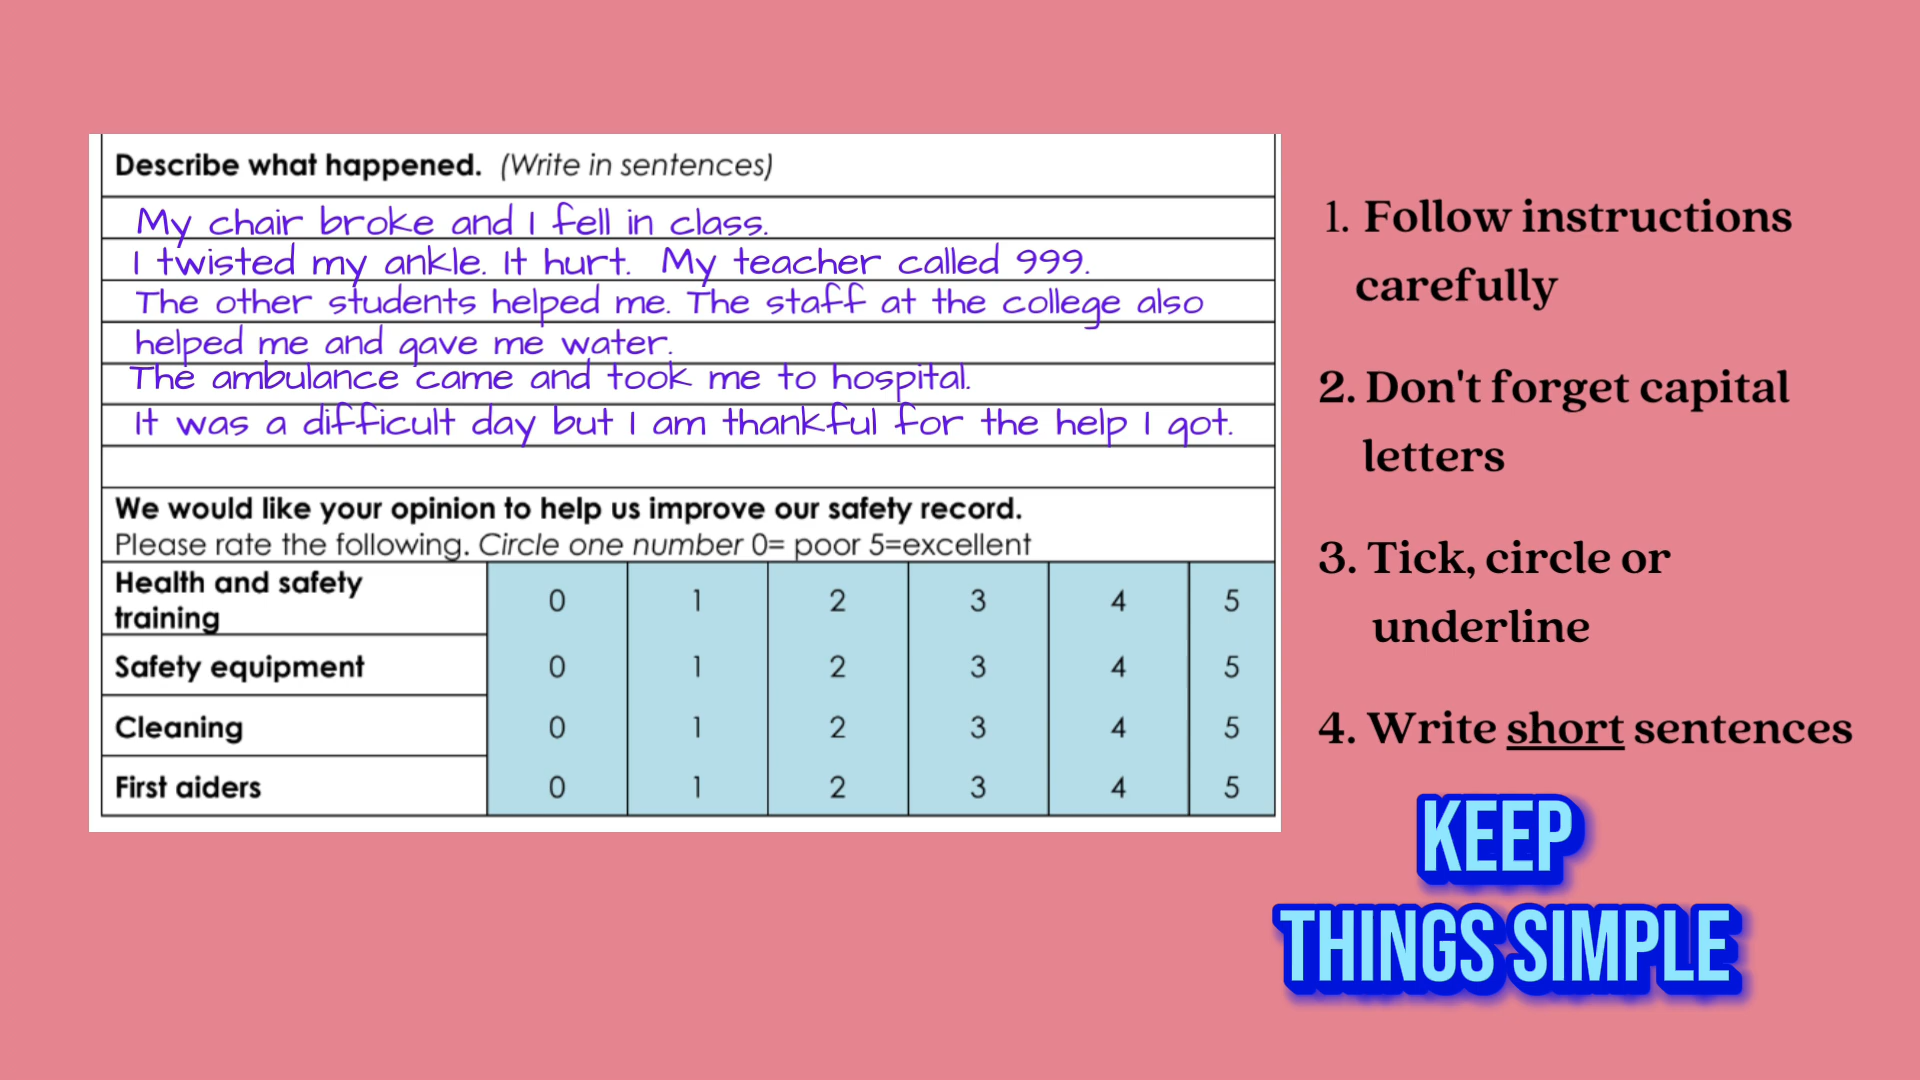 Describe what happened. (Write in sentences)
My chair broke and I fell in class.
I twisted my ankle. It hurt. My teacher called 999.
The other students helped me. The staff at the college also
helped me and gave me water.
The ambulance came and took me to hospital.
It was a difficult day but I am thankful for the help I got.
We would like your opinion to help us improve our safety record.
Please rate the following. Circle one number 0= poor 5=excellent
Health and safety
training 0 1 2 3 4 5
Safety equipment 0 1 2 3 4 5
Cleaning 0 1 2 3 4 5
First aiders 0 1 2 3 4 5
1. Follow instructions
carefully
2. Don't forget capital
letters
3. Tick, circle or
underline
4. Write short sentences
KEEP
THINGS SIMPLE